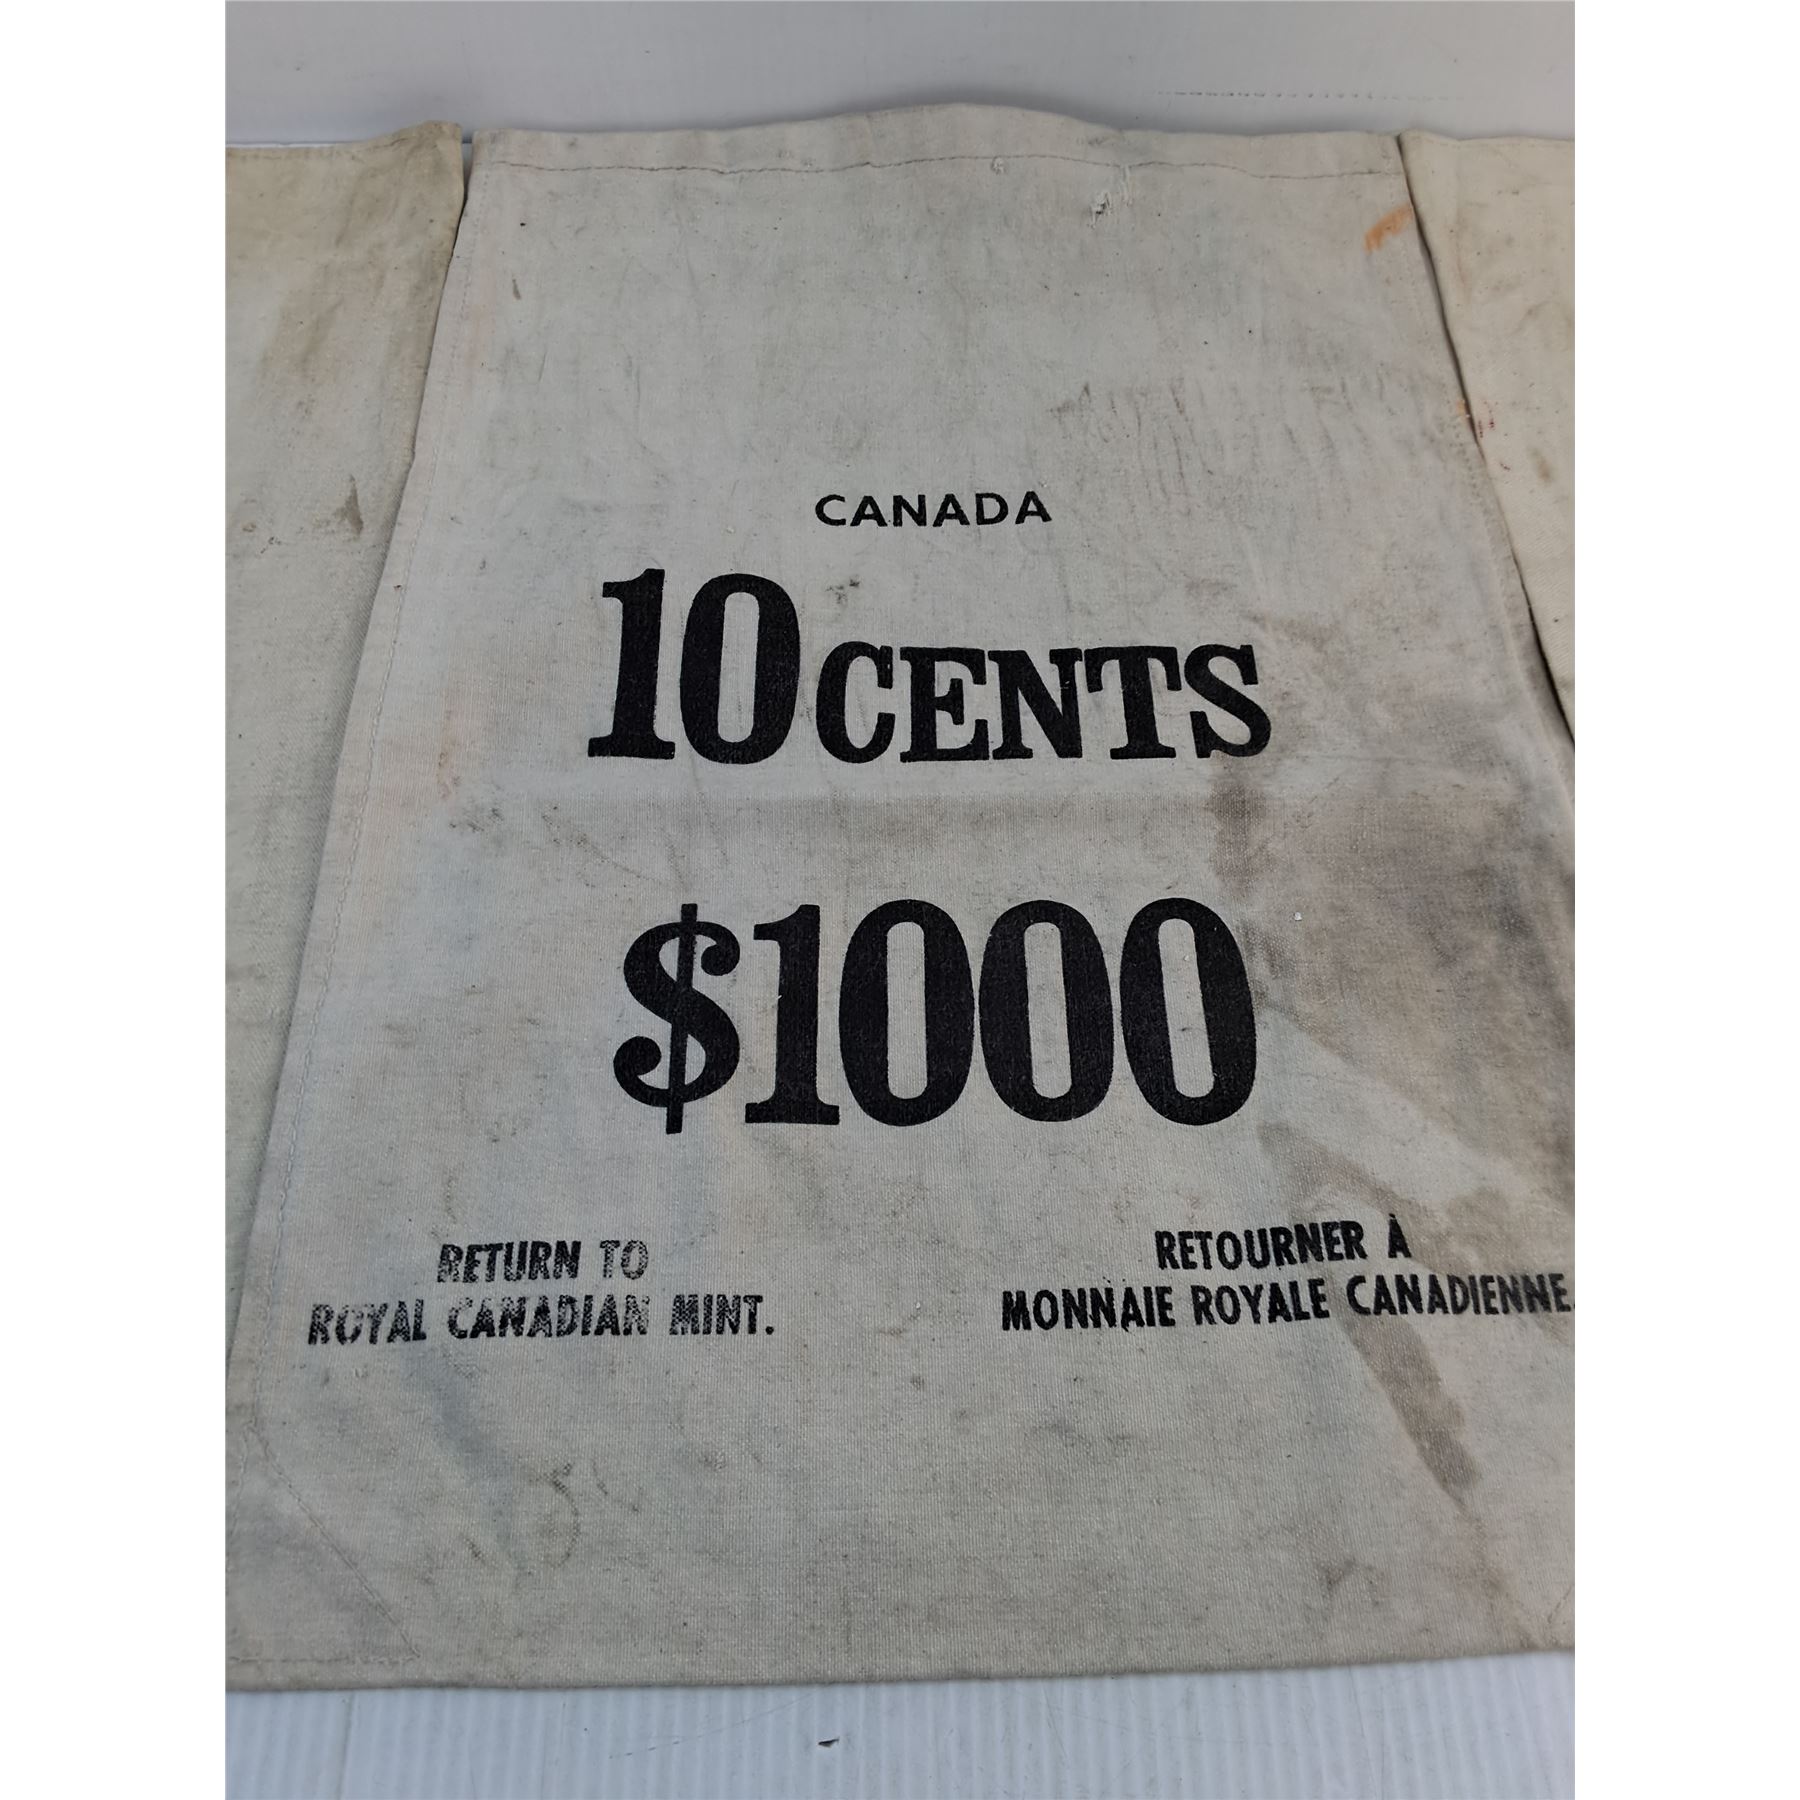 CANADA
10 CENTS
$1000
RETURN TO
ROYAL CANADIAN MINT.
RETOURNER À
MONNAIE ROYALE CANADIENNE.